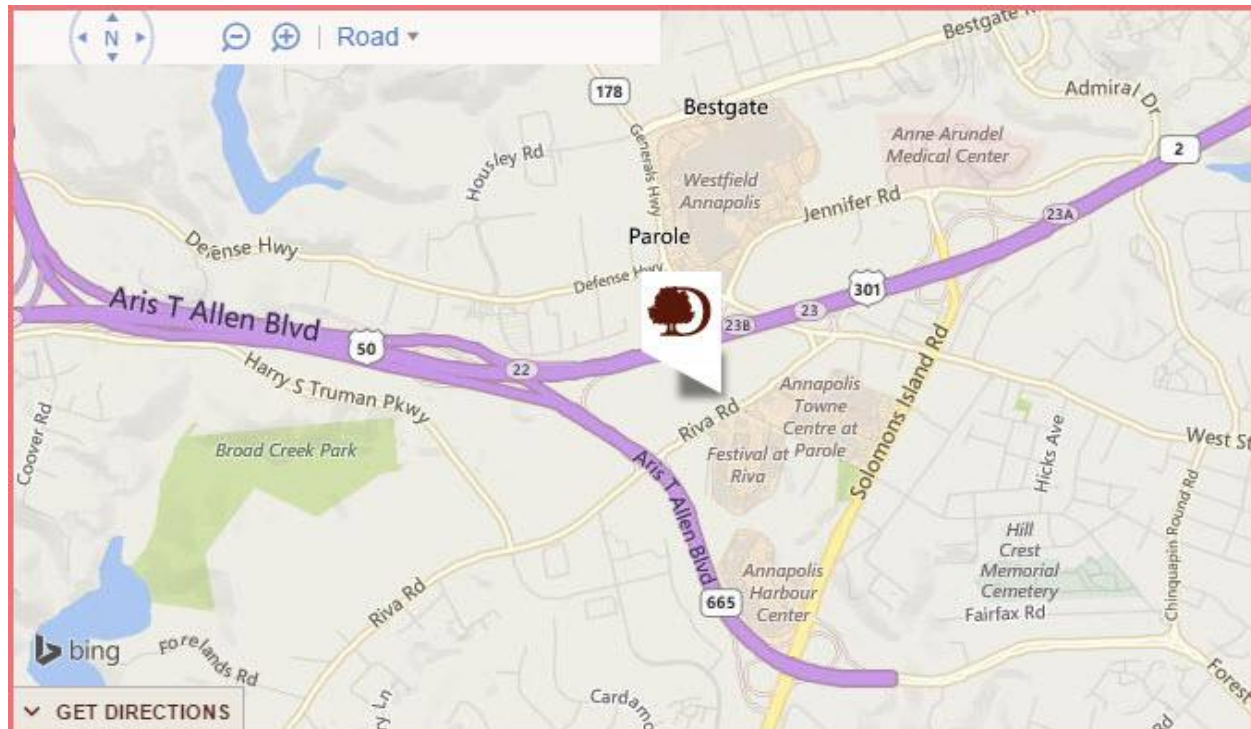 N
Road
Bestgate
178
Bestgate
Admiral Dr.
Generals Hwy
Anne Arundel
Medical Center
2
Housley Rd
Westfield
Annapolis
Jennifer Rd
23A
Parole
Defense Hwy
Defense Hwy
D
301
23
23B
Aris T Allen Blvd
50
22
Harry S Truman Pkwy
Annapolis
Towne
Centre at
Parole
Solomons Island Rd
Riva Rd
Coover Rd
Broad Creek Park
Festival at
Riva
Aris T Allen Blvd
Hicks Ave
West St
Chinquapin Round Rd
Hill
Crest
Memorial
Cemetery
Annapolis
Harbour
Center
665
Riva Rd
Fairfax Rd
bing
Forelands Rd
Forest
GET DIRECTIONS
Ln
Cardamo
Rd